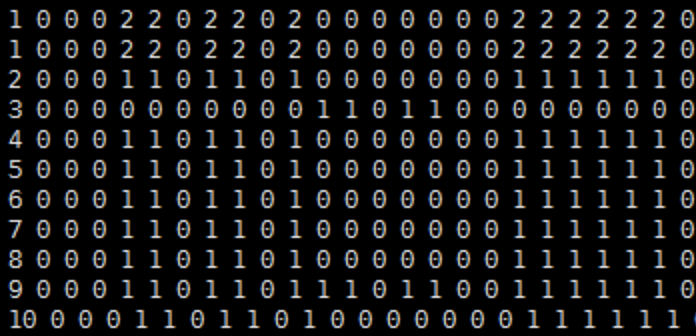 1 0 0 0 2 2 0 2 2 0 2 0 0 0 0 0 0 0 2 2 2 2 2 2 0
1 0 0 0 2 2 0 2 2 0 2 0 0 0 0 0 0 0 2 2 2 2 2 2 0
2 0 0 0 1 1 0 1 1 0 1 0 0 0 0 0 0 0 1 1 1 1 1 1 0
3 0 0 0 0 0 0 0 0 0 0 1 1 0 1 1 0 0 0 0 0 0 0 0 0
4 0 0 0 1 1 0 1 1 0 1 0 0 0 0 0 0 0 1 1 1 1 1 1 0
5 0 0 0 1 1 0 1 1 0 1 0 0 0 0 0 0 0 1 1 1 1 1 1 0
6 0 0 0 1 1 0 1 1 0 1 0 0 0 0 0 0 0 1 1 1 1 1 1 0
7 0 0 0 1 1 0 1 1 0 1 0 0 0 0 0 0 0 1 1 1 1 1 1 0
8 0 0 0 1 1 0 1 1 0 1 0 0 0 0 0 0 0 1 1 1 1 1 1 0
9 0 0 0 1 1 0 1 1 0 1 1 1 0 1 1 0 0 1 1 1 1 1 1 0
10 0 0 0 1 1 0 1 1 0 1 0 0 0 0 0 0 0 1 1 1 1 1 1